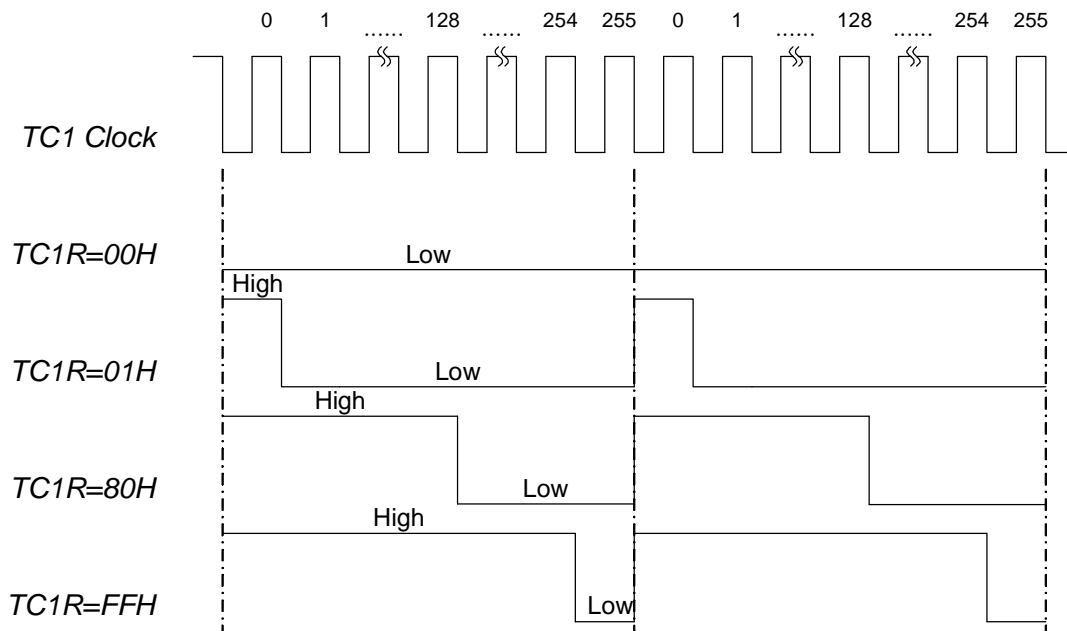 0 1 …… 128 …… 254 255 0 1 …… 128 …… 254 255
TC1 Clock
TC1R=00H
Low
High
TC1R=01H
Low
High
TC1R=80H
Low
High
TC1R=FFH
Low